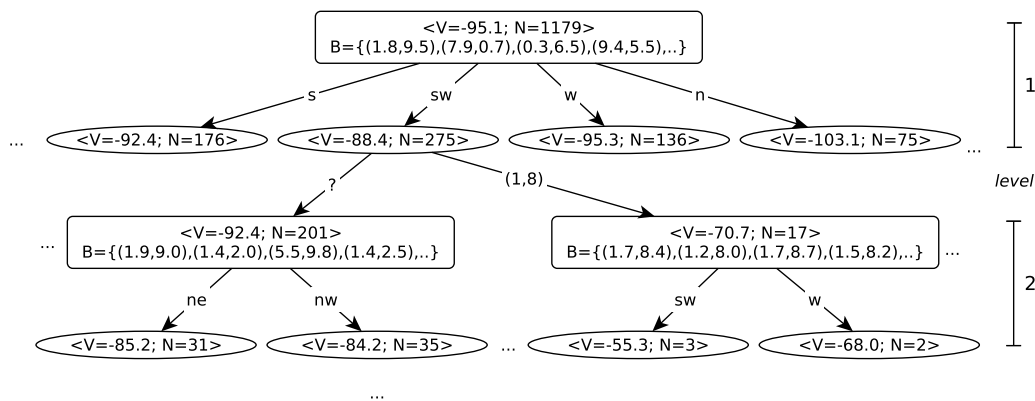 <V=-95.1; N=1179>
B={(1.8,9.5),(7.9,0.7),(0.3,6.5),(9.4,5.5),..}
1
s
sw
w
n
...
<V=-92.4; N=176>
<V=-88.4; N=275>
<V=-95.3; N=136>
<V=-103.1; N=75>
...
level
?
(1,8)
...
<V=-92.4; N=201>
B={(1.9,9.0),(1.4,2.0),(5.5,9.8),(1.4,2.5),..}
<V=-70.7; N=17>
B={(1.7,8.4),(1.2,8.0),(1.7,8.7),(1.5,8.2),..}
...
2
ne
nw
sw
w
<V=-85.2; N=31>
<V=-84.2; N=35>
...
<V=-55.3; N=3>
<V=-68.0; N=2>
...